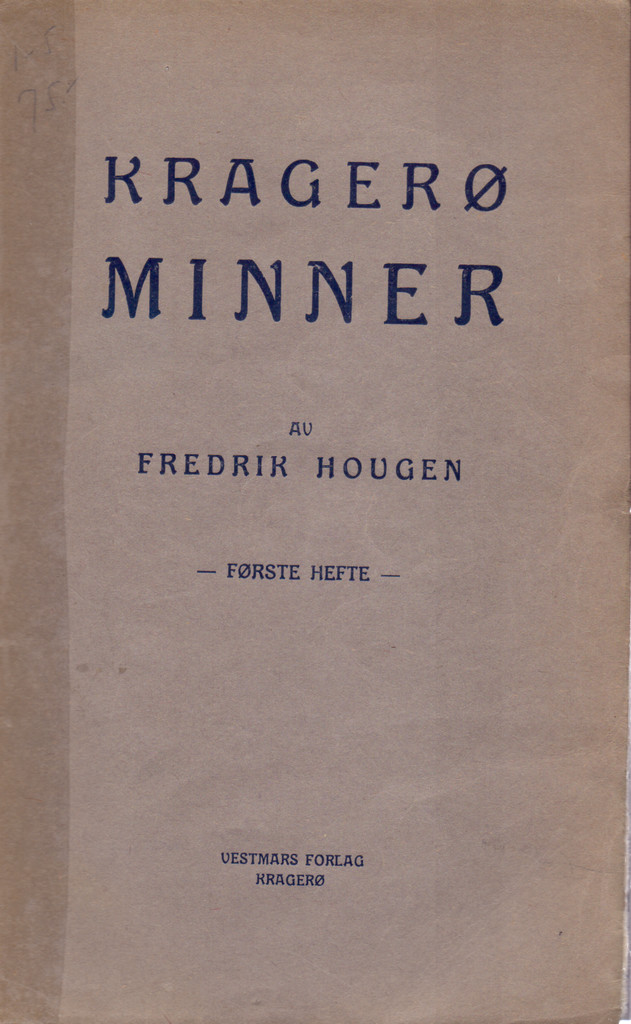 KRAGERØ
MINNER
AV
FREDRIK HOUGEN
— FØRSTE HEFTE —
VESTMARS FORLAG
KRAGERØ